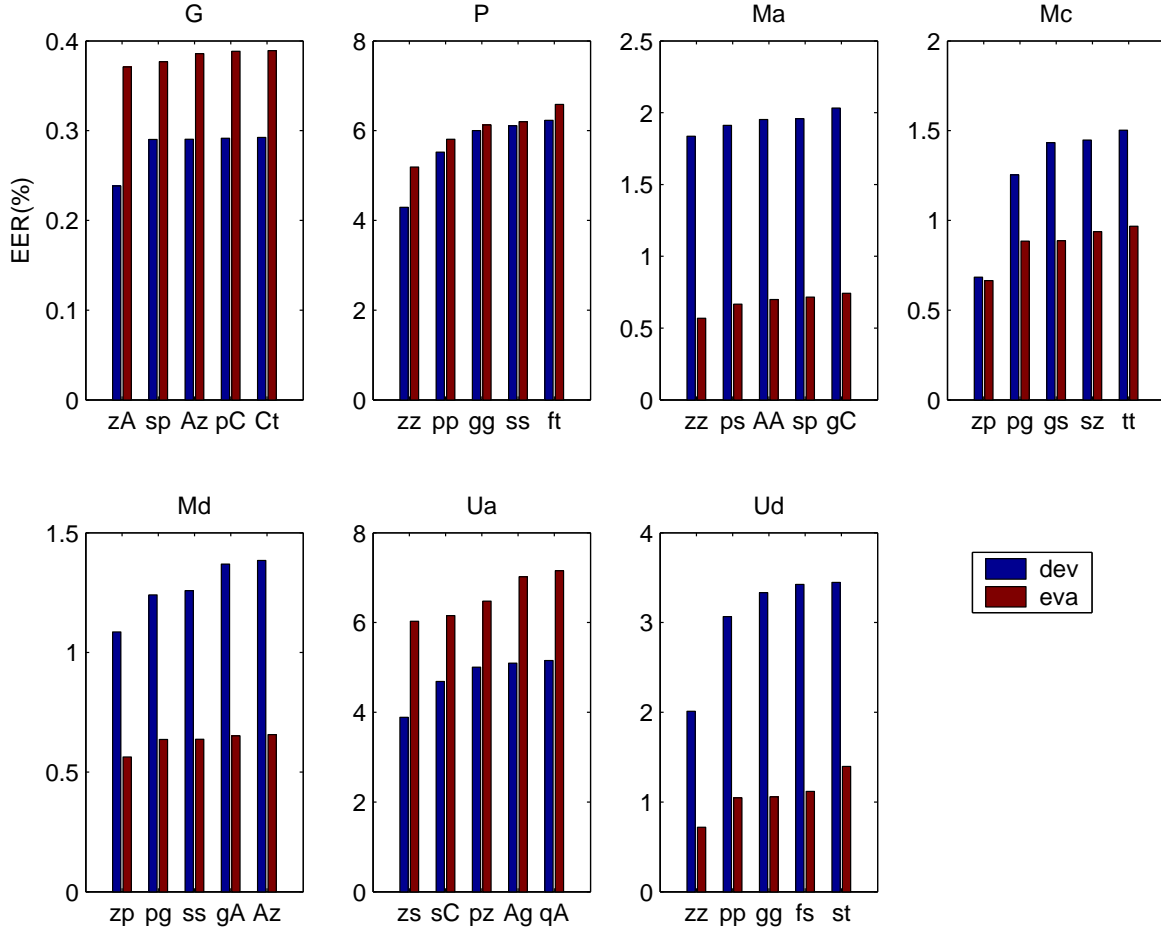 G
P
Ma
Mc
EER(%)
0.4
0.3
0.2
0.1
0
zA sp Az pC Ct
8
6
4
2
0
zz pp gg ss ft
2.5
2
1.5
1
0.5
0
zz ps AA sp gC
2
1.5
1
0.5
0
zp pg gs sz tt
Md
Ua
Ud
1.5
1
0.5
0
zp pg ss gA Az
8
6
4
2
0
zs sC pz Ag qA
4
3
2
1
0
zz pp gg fs st
dev
eva